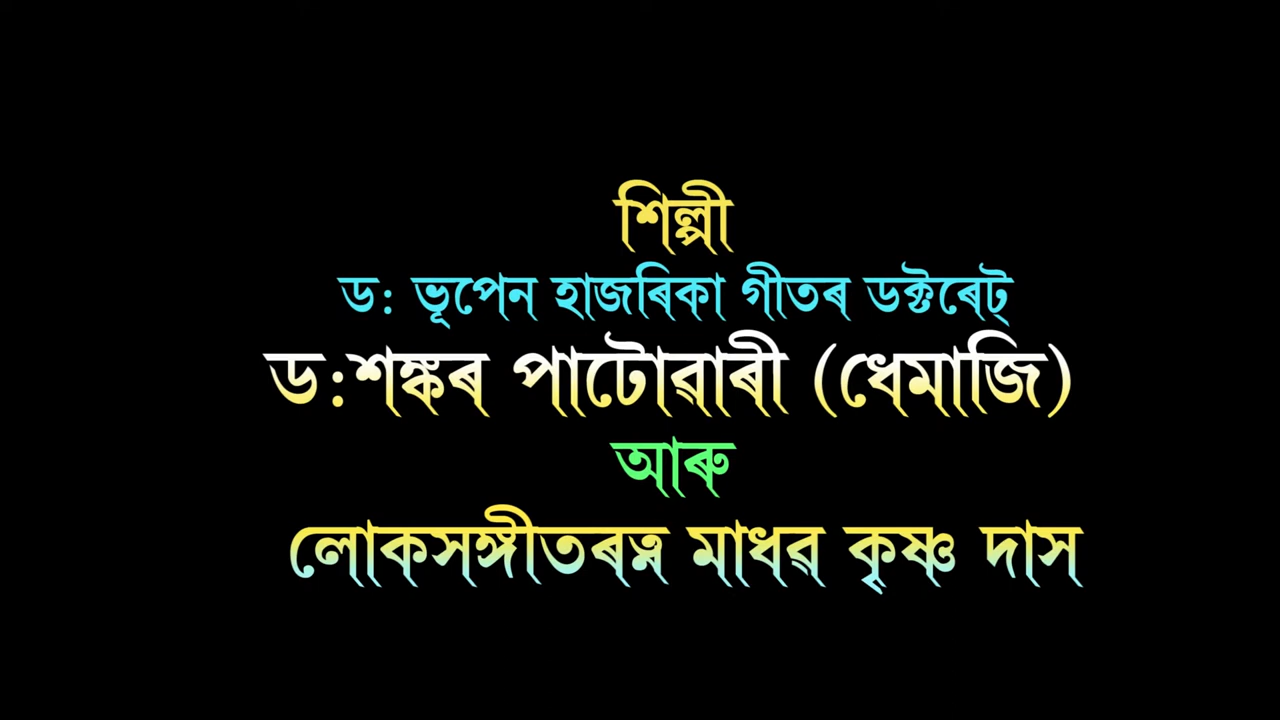 শিল্পী
ড: ভূপেন হাজৰিকা গীতৰ ডক্টৰেট্
ড:শঙ্কৰ পাটোৱাৰী (ধেমাজি)
আৰু
লোকসঙ্গীতৰত্ন মাধৱ কৃষ্ণ দাস